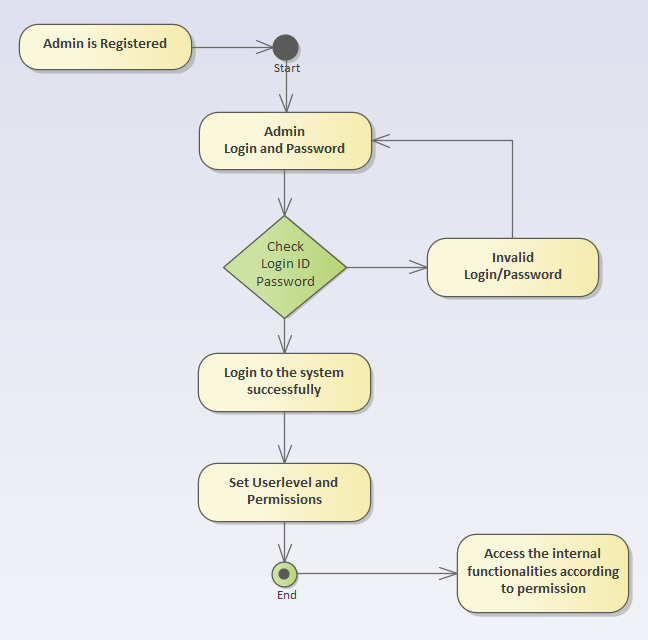 Admin is Registered
Start
Admin
Login and Password
Check
Login ID
Password
Invalid
Login/Password
Login to the system
successfully
Set Userlevel and
Permissions
End
Access the internal
functionalities according
to permission